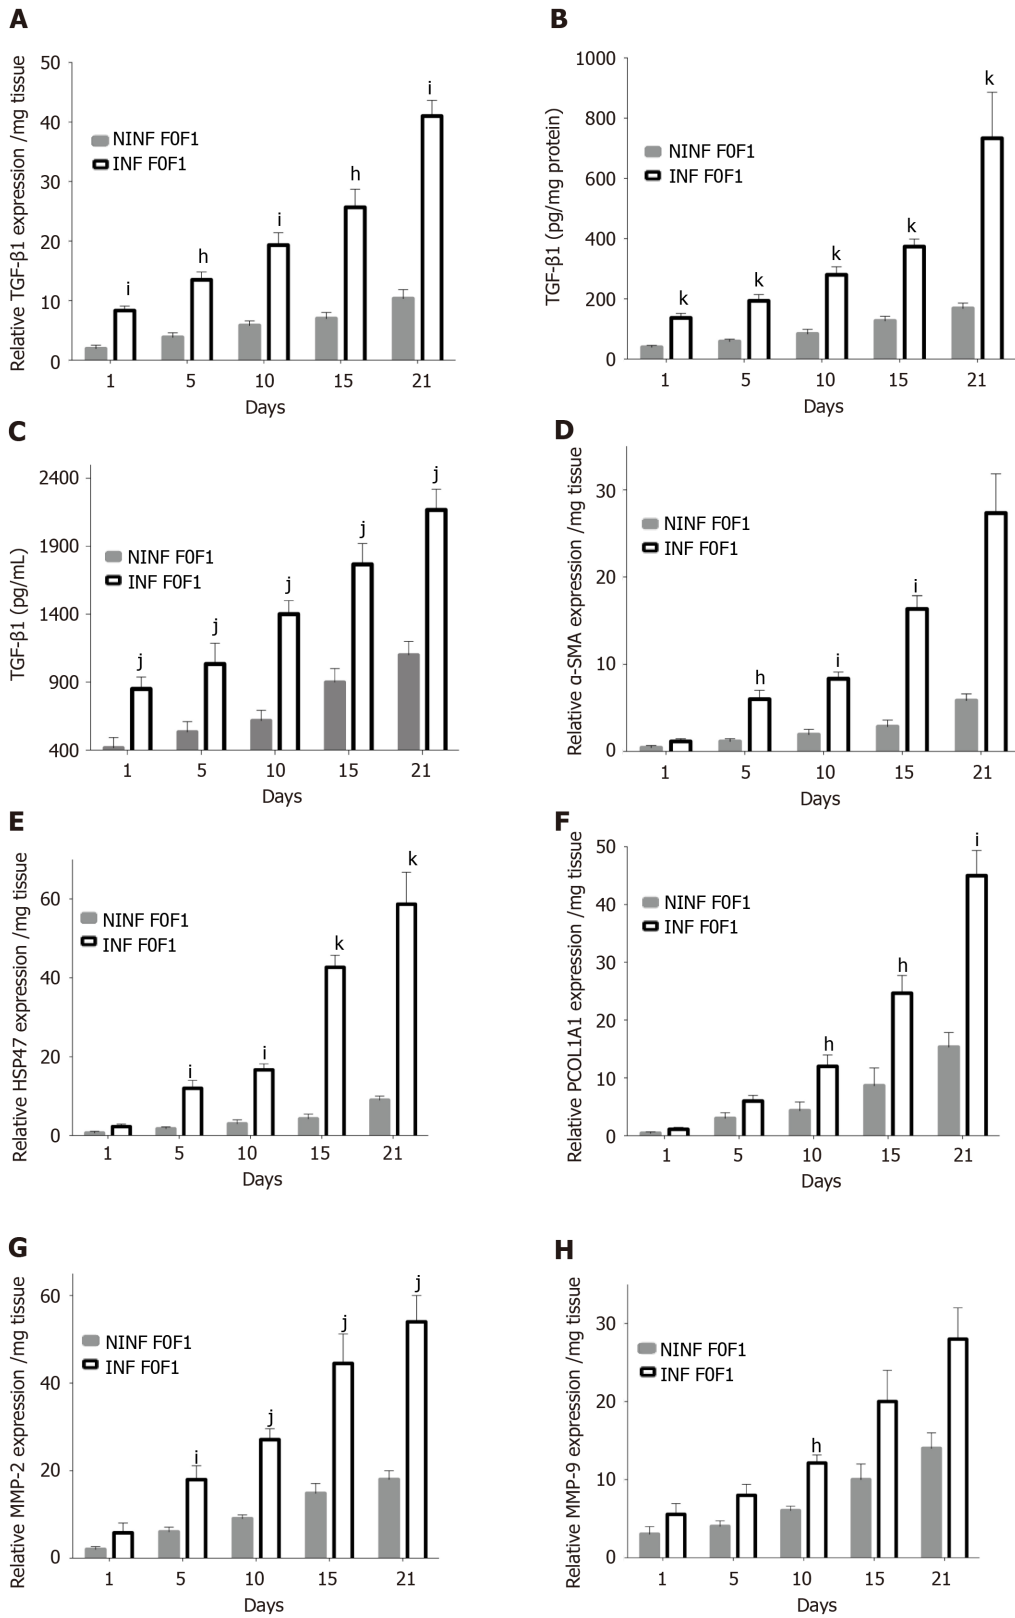 A
Relative TGF-β1 expression /mg tissue
50
40
30
20
10
0
NINF F0F1
INF F0F1
i
h
i
h
i
1 5 10 15 21
Days
B
TGF-β1 (pg/mg protein)
1000
800
600
400
200
0
NINF F0F1
INF F0F1
k
k
k
k
k
1 5 10 15 21
Days
C
TGF-β1 (pg/mL)
2400
1900
1400
900
400
NINF F0F1
INF F0F1
j
j
j
j
j
1 5 10 15 21
Days
D
Relative α-SMA expression /mg tissue
30
20
10
0
NINF F0F1
INF F0F1
h
i
i
1 5 10 15 21
Days
E
Relative HSP47 expression /mg tissue
60
40
20
0
NINF F0F1
INF F0F1
i
i
k
k
1 5 10 15 21
Days
F
Relative PCOL1A1 expression /mg tissue
50
40
30
20
10
0
NINF F0F1
INF F0F1
h
h
i
1 5 10 15 21
Days
G
Relative MMP-2 expression /mg tissue
60
40
20
0
NINF F0F1
INF F0F1
i
j
j
j
1 5 10 15 21
Days
H
Relative MMP-9 expression /mg tissue
30
20
10
0
NINF F0F1
INF F0F1
h
1 5 10 15 21
Days